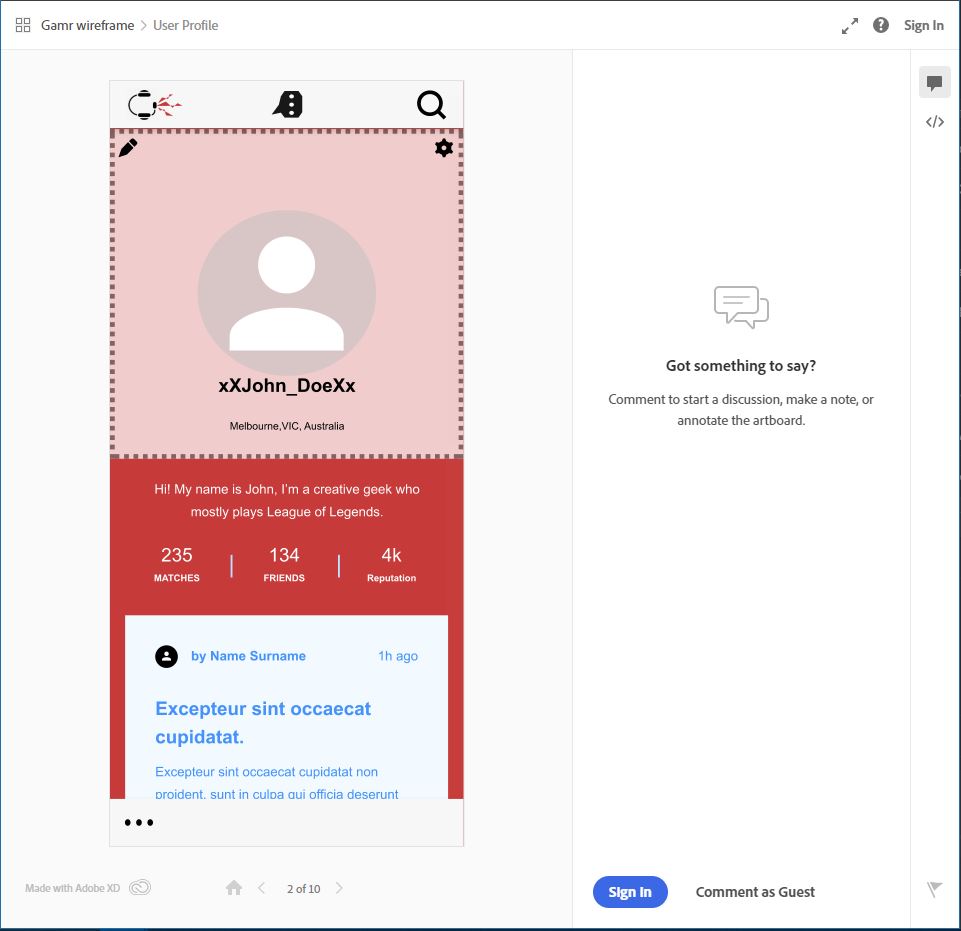 Gamr wireframe > User Profile
Sign In
xXJohn_DoeXx
Melbourne,VIC, Australia
Hi! My name is John, I'm a creative geek who
mostly plays League of Legends.
235 134 4k
MATCHES FRIENDS Reputation
by Name Surname 1h ago
Excepteur sint occaecat
cupidatat.
Excepteur sint occaecat cupidatat non
proident, sunt in culpa qui officia deserunt
Made with Adobe XD
2 of 10
Got something to say?
Comment to start a discussion, make a note, or
annotate the artboard.
Sign In
Comment as Guest